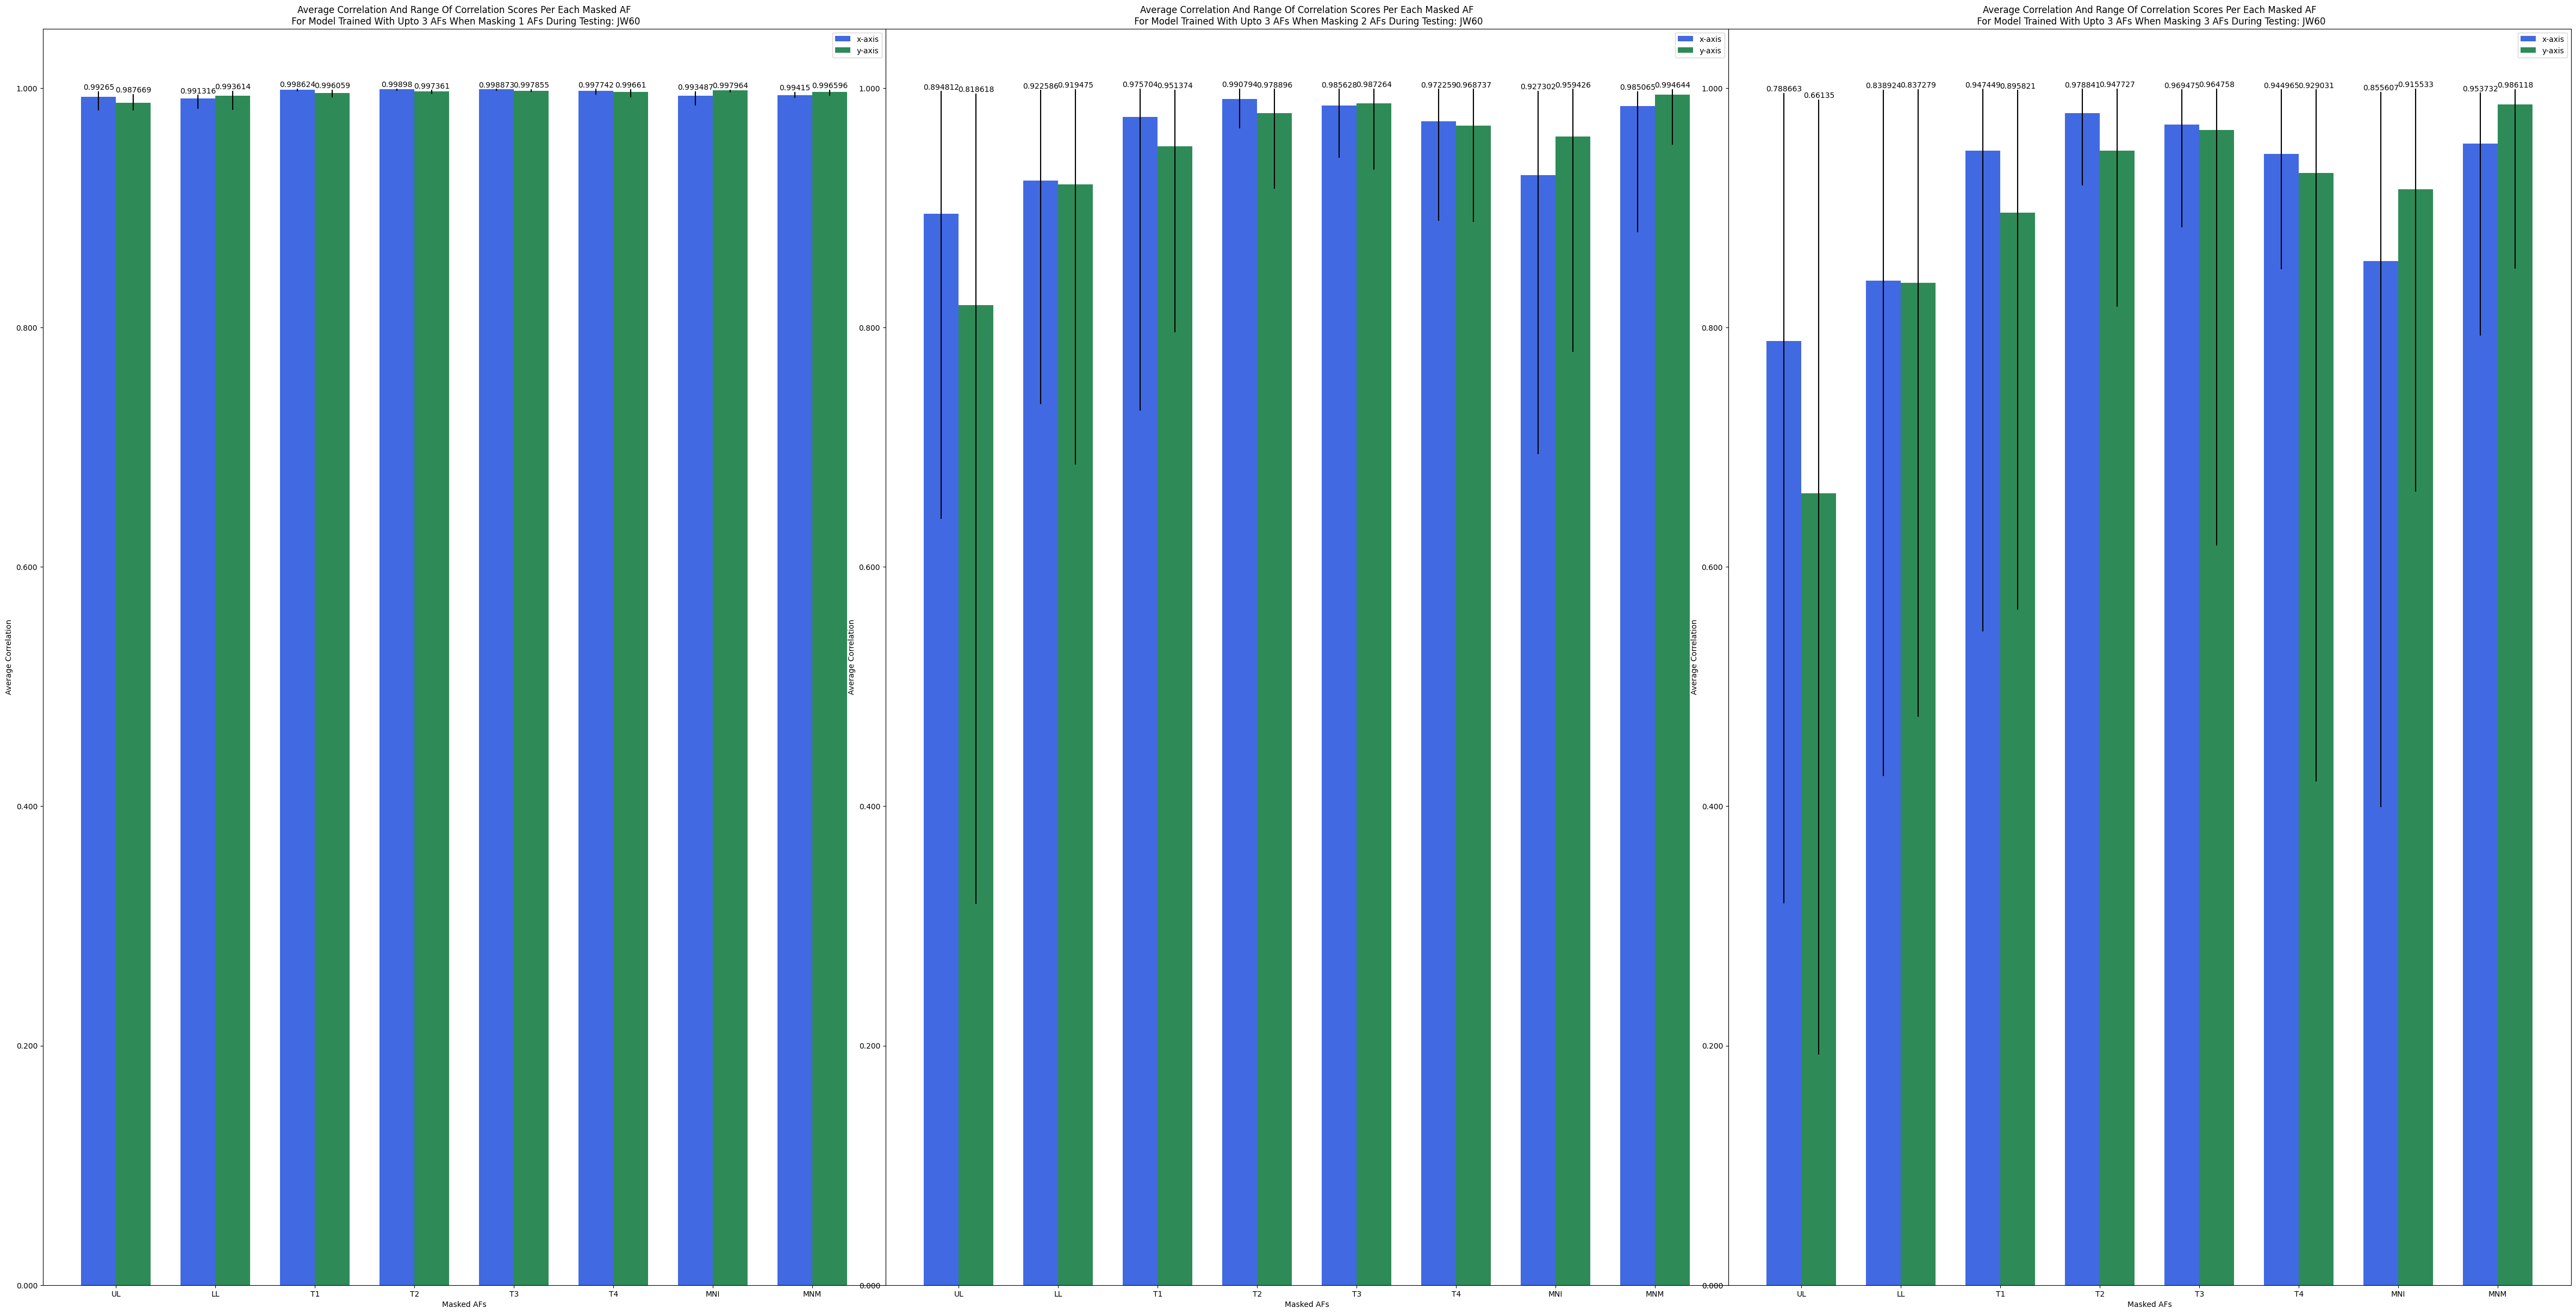 Average Correlation And Range Of Correlation Scores Per Each Masked AF
For Model Trained With Upto 3 AFs When Masking 1 AFs During Testing: JW60
x-axis
y-axis
0.99265 0.987669 0.991316 0.993614 0.998624 0.996059 0.99898 0.997361 0.998873 0.997855 0.997742 0.99661 0.993487 0.997964 0.99415 0.996596
1.000
0.800
0.600
0.400
0.200
0.000
Average Correlation
UL LL T1 T2 T3 T4 MNI MNM
Masked AFs
Average Correlation And Range Of Correlation Scores Per Each Masked AF
For Model Trained With Upto 3 AFs When Masking 2 AFs During Testing: JW60
x-axis
y-axis
0.894812 0.818618 0.922586 0.919475 0.975704 0.951374 0.990794 0.978896 0.985628 0.987264 0.972259 0.968737 0.927302 0.959426 0.985065 0.994644
1.000
0.800
0.600
0.400
0.200
0.000
Average Correlation
UL LL T1 T2 T3 T4 MNI MNM
Masked AFs
Average Correlation And Range Of Correlation Scores Per Each Masked AF
For Model Trained With Upto 3 AFs When Masking 3 AFs During Testing: JW60
x-axis
y-axis
0.788663 0.66135 0.838924 0.837279 0.947449 0.895821 0.978841 0.947727 0.969475 0.964758 0.944965 0.929031 0.855607 0.915533 0.953732 0.986118
1.000
0.800
0.600
0.400
0.200
0.000
Average Correlation
UL LL T1 T2 T3 T4 MNI MNM
Masked AFs